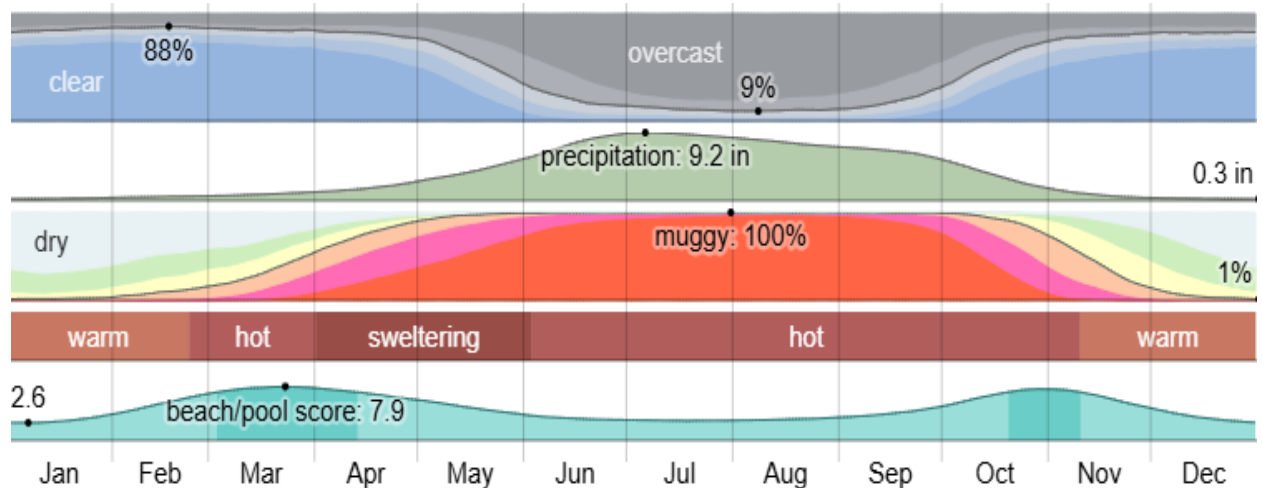 overcast
88%
clear
9%
precipitation: 9.2 in
0.3 in
dry
muggy: 100%
1%
warm hot sweltering hot warm
2.6
beach/pool score: 7.9
Jan Feb Mar Apr May Jun Jul Aug Sep Oct Nov Dec